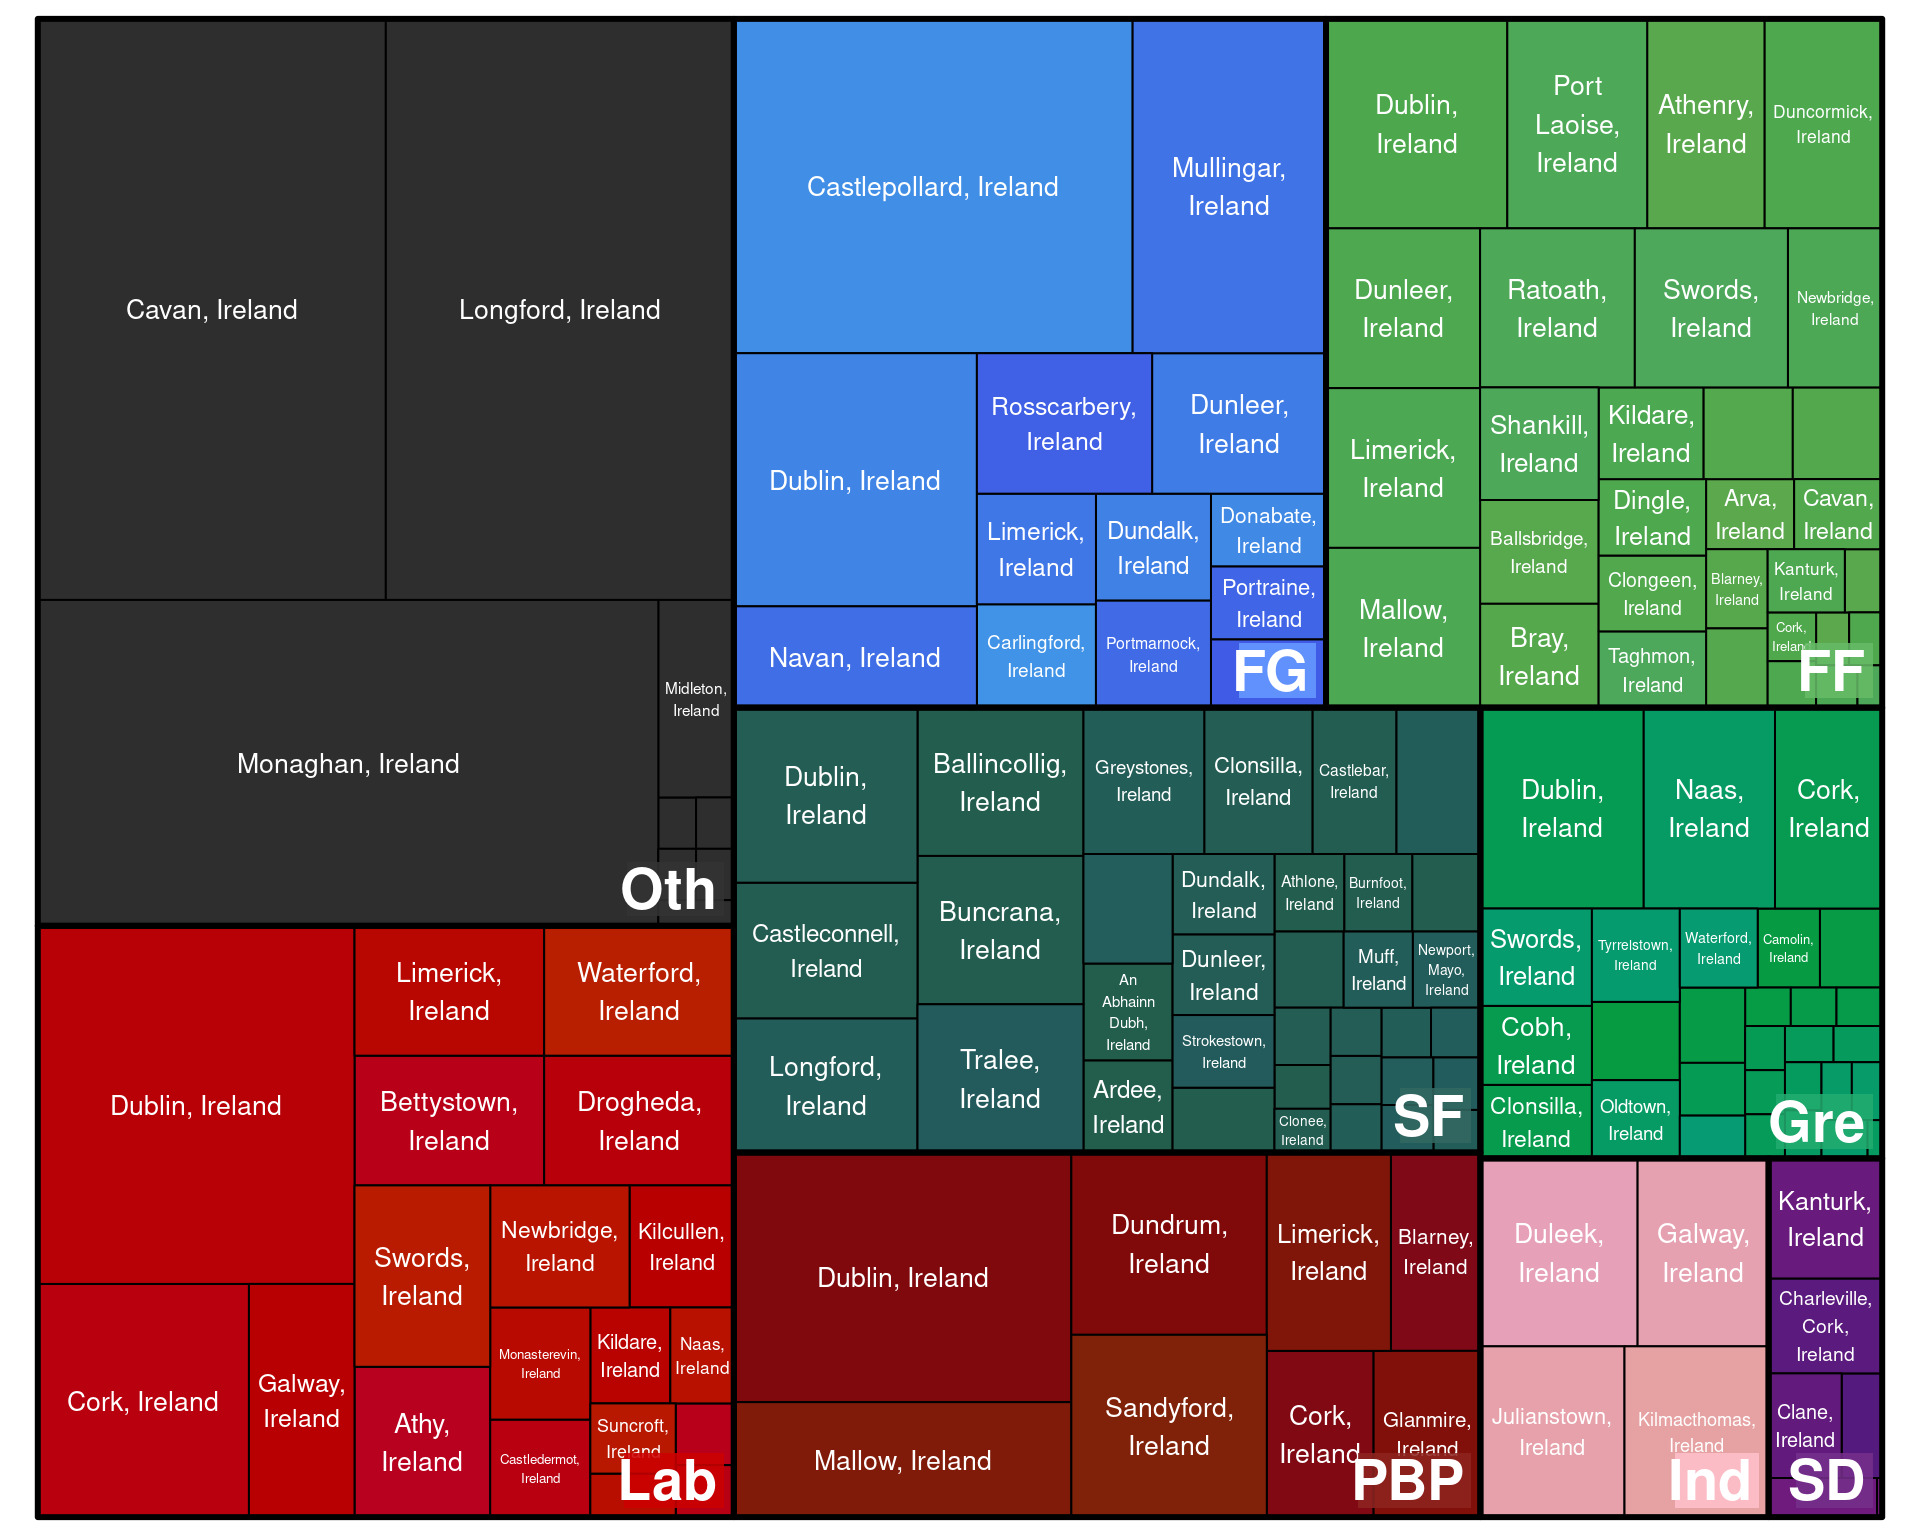 Cavan, Ireland
Longford, Ireland
Monaghan, Ireland
Midleton,
Ireland
Oth
Castlepollard, Ireland
Mullingar,
Ireland
Dublin, Ireland
Rosscarbery,
Ireland
Dunleer,
Ireland
Limerick,
Ireland
Dundalk,
Ireland
Donabate,
Ireland
Portraine,
Ireland
Navan, Ireland
Carlingford,
Ireland
Portmarnock,
Ireland
FG
Dublin,
Ireland
Port
Laoise,
Ireland
Athenry,
Ireland
Duncormick,
Ireland
Dunleer,
Ireland
Ratoath,
Ireland
Swords,
Ireland
Newbridge,
Ireland
Limerick,
Ireland
Shankill,
Ireland
Kildare,
Ireland
Dingle,
Ireland
Arva,
Ireland
Cavan,
Ireland
Ballsbridge,
Ireland
Clongeen,
Ireland
Blarney,
Ireland
Kanturk,
Ireland
Mallow,
Ireland
Bray,
Ireland
Taghmon,
Ireland
Cork,
Ireland
FF
Dublin,
Ireland
Ballincollig,
Ireland
Greystones,
Ireland
Clonsilla,
Ireland
Castlebar,
Ireland
Castleconnell,
Ireland
Buncrana,
Ireland
Dundalk,
Ireland
Athlone,
Ireland
Burnfoot,
Ireland
An
Abhainn
Dubh,
Ireland
Dunleer,
Ireland
Muff,
Ireland
Newport,
Mayo,
Ireland
Longford,
Ireland
Tralee,
Ireland
Ardee,
Ireland
Strokestown,
Ireland
Clonee,
Ireland
SF
Dublin,
Ireland
Naas,
Ireland
Cork,
Ireland
Swords,
Ireland
Tyrrelstown,
Ireland
Waterford,
Ireland
Camolin,
Ireland
Cobh,
Ireland
Clonsilla,
Ireland
Oldtown,
Ireland
Gre
Dublin, Ireland
Limerick,
Ireland
Waterford,
Ireland
Bettystown,
Ireland
Drogheda,
Ireland
Swords,
Ireland
Newbridge,
Ireland
Kilcullen,
Ireland
Cork, Ireland
Galway,
Ireland
Athy,
Ireland
Monasterevin,
Ireland
Kildare,
Ireland
Naas,
Ireland
Castledermot,
Ireland
Suncroft,
Ireland
Lab
Dublin, Ireland
Dundrum,
Ireland
Limerick,
Ireland
Blarney,
Ireland
Mallow, Ireland
Sandyford,
Ireland
Cork,
Ireland
Glanmire,
Ireland
PBP
Duleek,
Ireland
Galway,
Ireland
Julianstown,
Ireland
Kilmacthomas,
Ireland
Ind
Kanturk,
Ireland
Charleville,
Cork,
Ireland
Clane,
Ireland
SD